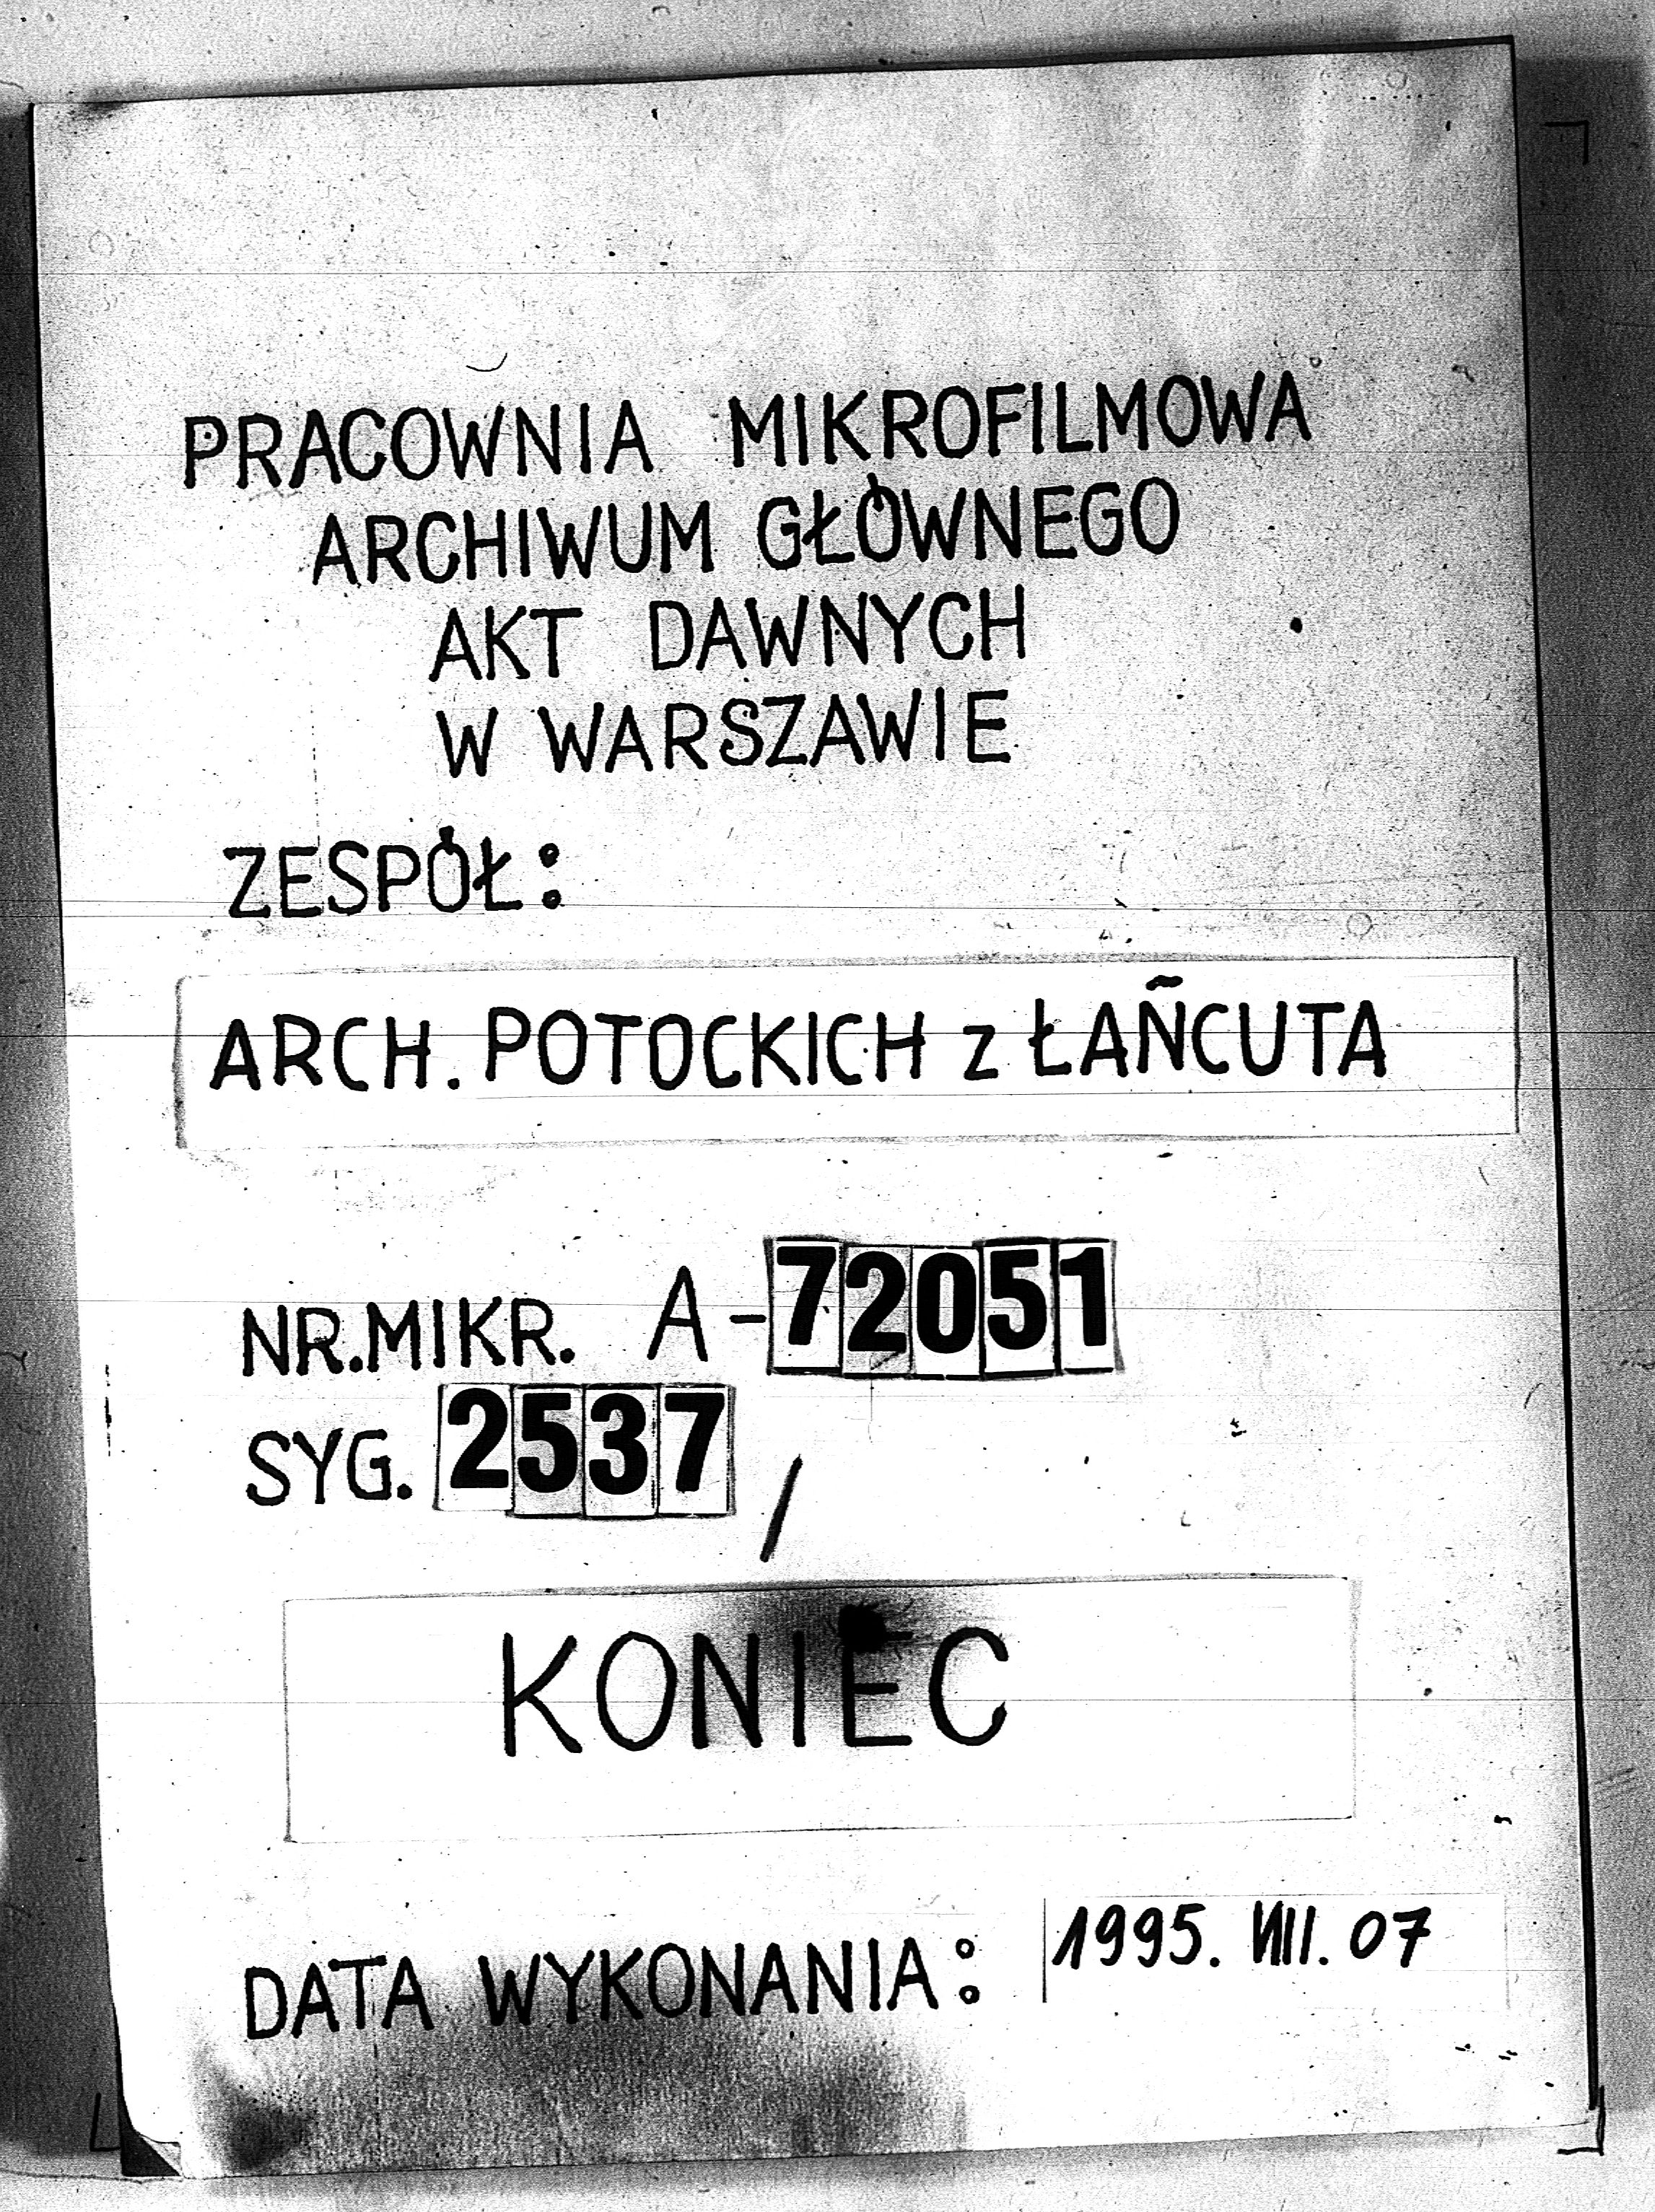 PRACOWNIA MIKROFILMOWA
ARCHIWUM GŁÓWNEGO
AKT DAWNYCH
W WARSZAWIE
ZESPÓŁ:
ARCH. POTOCKICH z ŁAŃCUTA
NR.MIKR. A-72051
SYG. 2537/
KONIEC
DATA WYKONANIA: 1995. VIII. 07